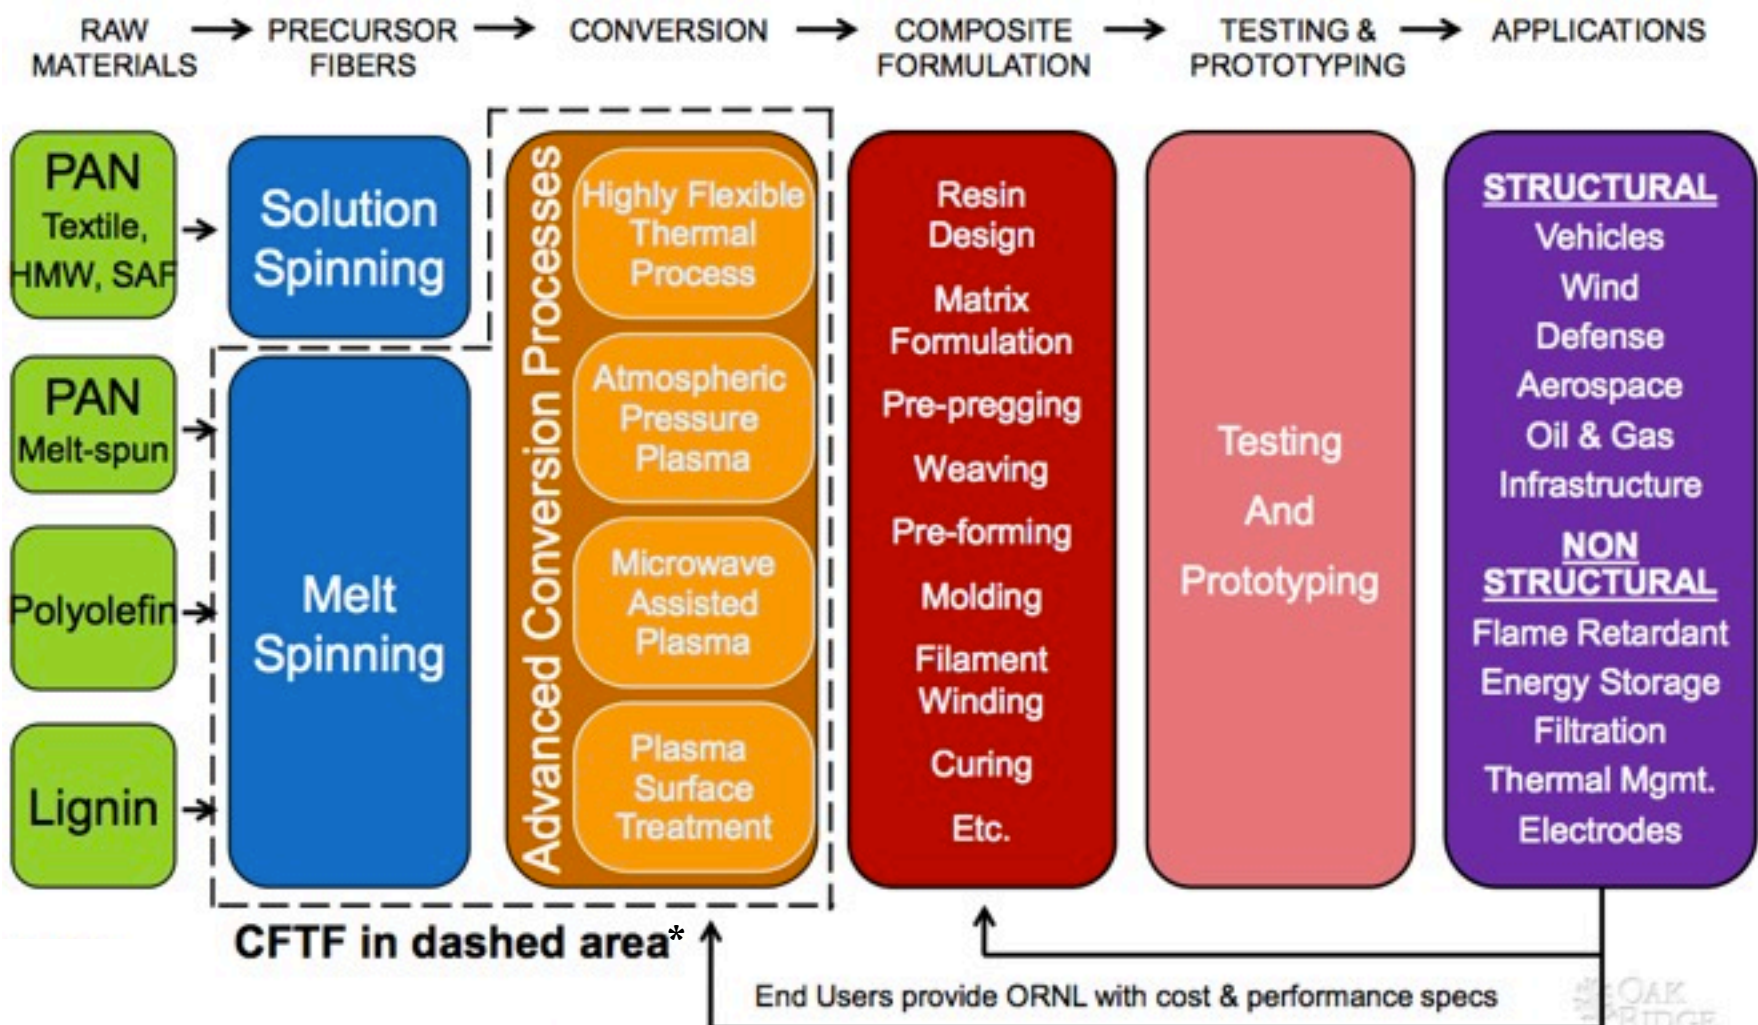 RAW
MATERIALS
PRECURSOR
FIBERS
CONVERSION
COMPOSITE
FORMULATION
TESTING &
PROTOTYPING
APPLICATIONS
PAN
Textile,
HMW, SAF
PAN
Melt-spun
Polyolefin
Lignin
Solution
Spinning
Melt
Spinning
Advanced Conversion Processes
Highly Flexible
Thermal
Process
Atmospheric
Pressure
Plasma
Microwave
Assisted
Plasma
Plasma
Surface
Treatment
Resin
Design
Matrix
Formulation
Pre-pregging
Weaving
Pre-forming
Molding
Filament
Winding
Curing
Etc.
Testing
And
Prototyping
STRUCTURAL
Vehicles
Wind
Defense
Aerospace
Oil & Gas
Infrastructure
NON
STRUCTURAL
Flame Retardant
Energy Storage
Filtration
Thermal Mgmt.
Electrodes
CFTF in dashed area*
End Users provide ORNL with cost & performance specs
OAK
RIDGE